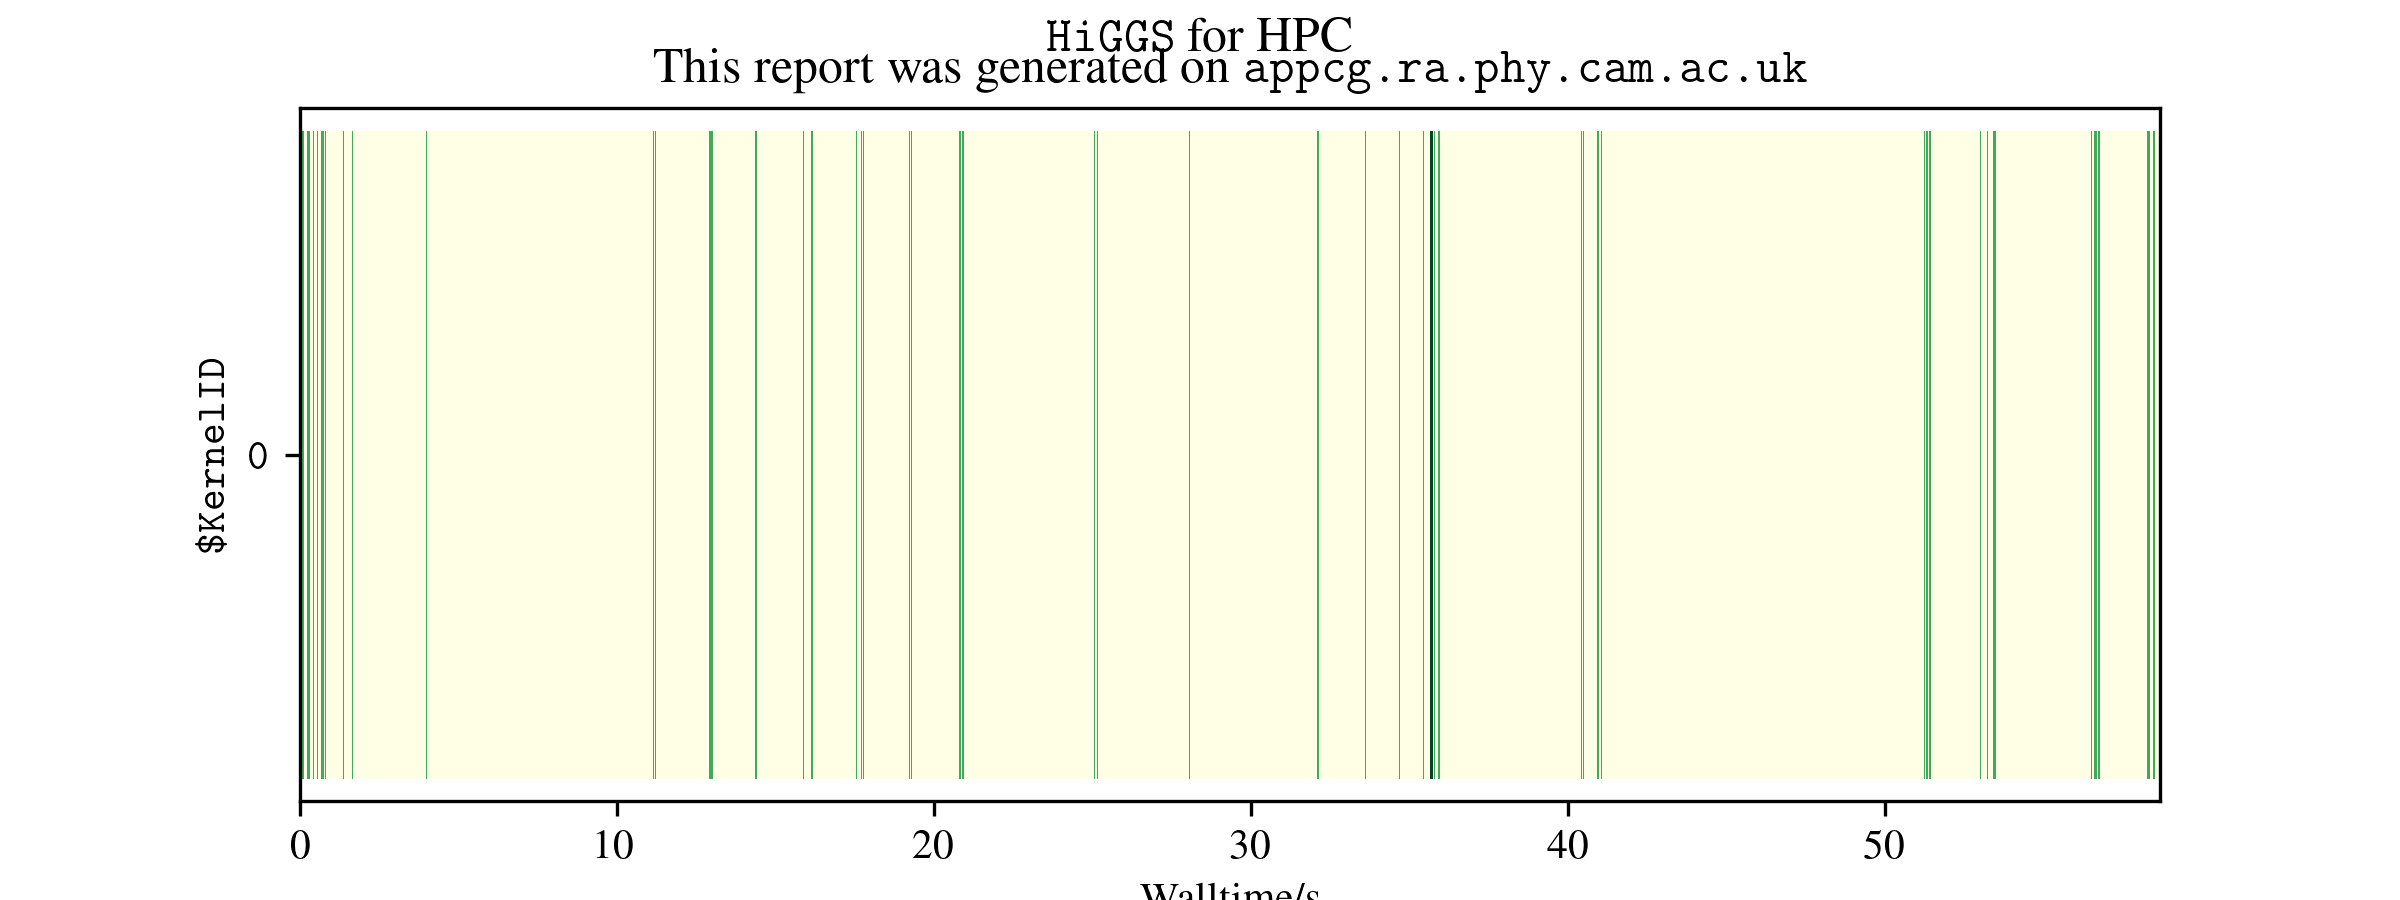 HiGGS for HPC
This report was generated on appcg.ra.phy.cam.ac.uk
$KernelID
0
0 10 20 30 40 50
Walltime/s